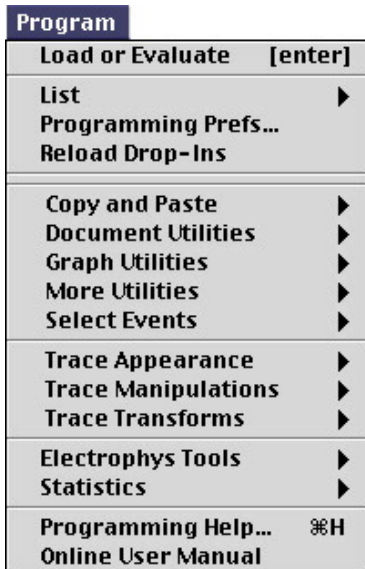 Program
Load or Evaluate [enter]
List
Programming Prefs...
Reload Drop-Ins
Copy and Paste
Document Utilities
Graph Utilities
More Utilities
Select Events
Trace Appearance
Trace Manipulations
Trace Transforms
Electrophys Tools
Statistics
Programming Help... ⌘H
Online User Manual